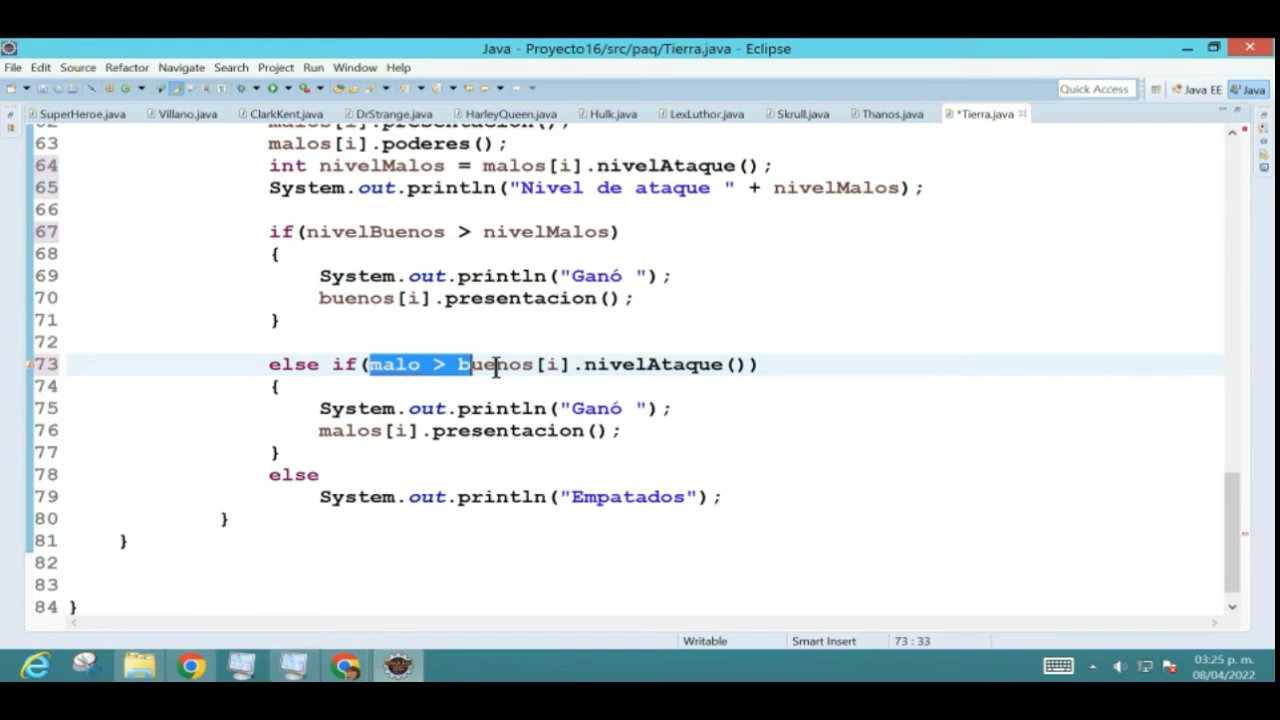 Java - Proyecto16/src/paq/Tierra.java - Eclipse
File Edit Source Refactor Navigate Search Project Run Window Help
Quick Access Java EE Java
SuperHeroe.java Villano.java ClarkKent.java DrStrange.java HarleyQueen.java Hulk.java LexLuthor.java Skrull.java Thanos.java *Tierra.java
62 malos[i].presentacion();
63 malos[i].poderes();
64 int nivelMalos = malos[i].nivelAtaque();
65 System.out.println("Nivel de ataque " + nivelMalos);
66
67 if(nivelBuenos > nivelMalos)
68 {
69 System.out.println("Ganó ");
70 buenos[i].presentacion();
71 }
72
73 else if(malo > buenos[i].nivelAtaque())
74 {
75 System.out.println("Ganó ");
76 malos[i].presentacion();
77 }
78 else
79 System.out.println("Empatados");
80 }
81 }
82
83
84 }
Writable Smart Insert 73 : 33
03:25 p. m.
08/04/2022